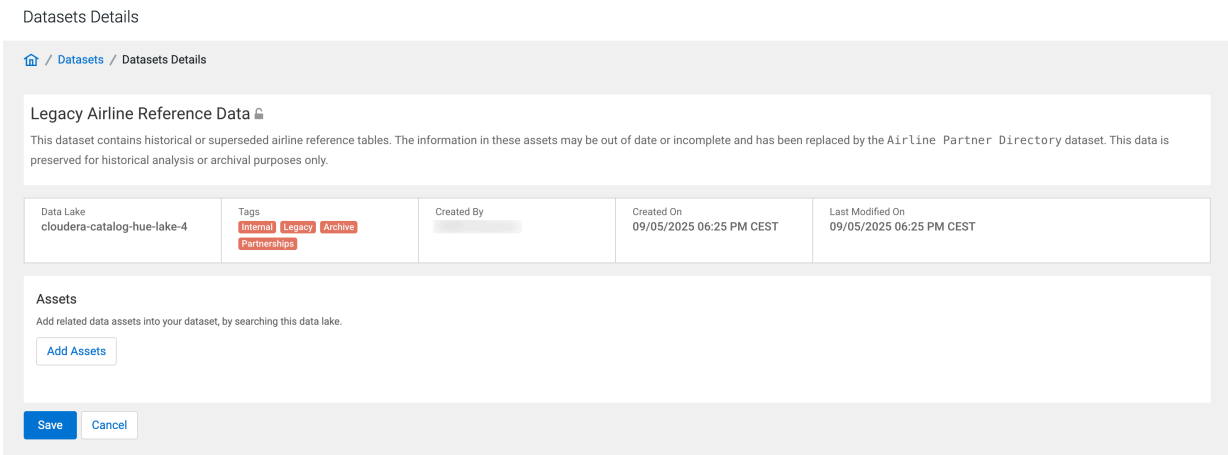 Datasets Details
/ Datasets / Datasets Details
Legacy Airline Reference Data
This dataset contains historical or superseded airline reference tables. The information in these assets may be out of date or incomplete and has been replaced by the Airline Partner Directory dataset. This data is
preserved for historical analysis or archival purposes only.
Data Lake
cloudera-catalog-hue-lake-4
Tags
Internal Legacy Archive
Partnerships
Created By
Created On
09/05/2025 06:25 PM CEST
Last Modified On
09/05/2025 06:25 PM CEST
Assets
Add related data assets into your dataset, by searching this data lake.
Add Assets
Save Cancel